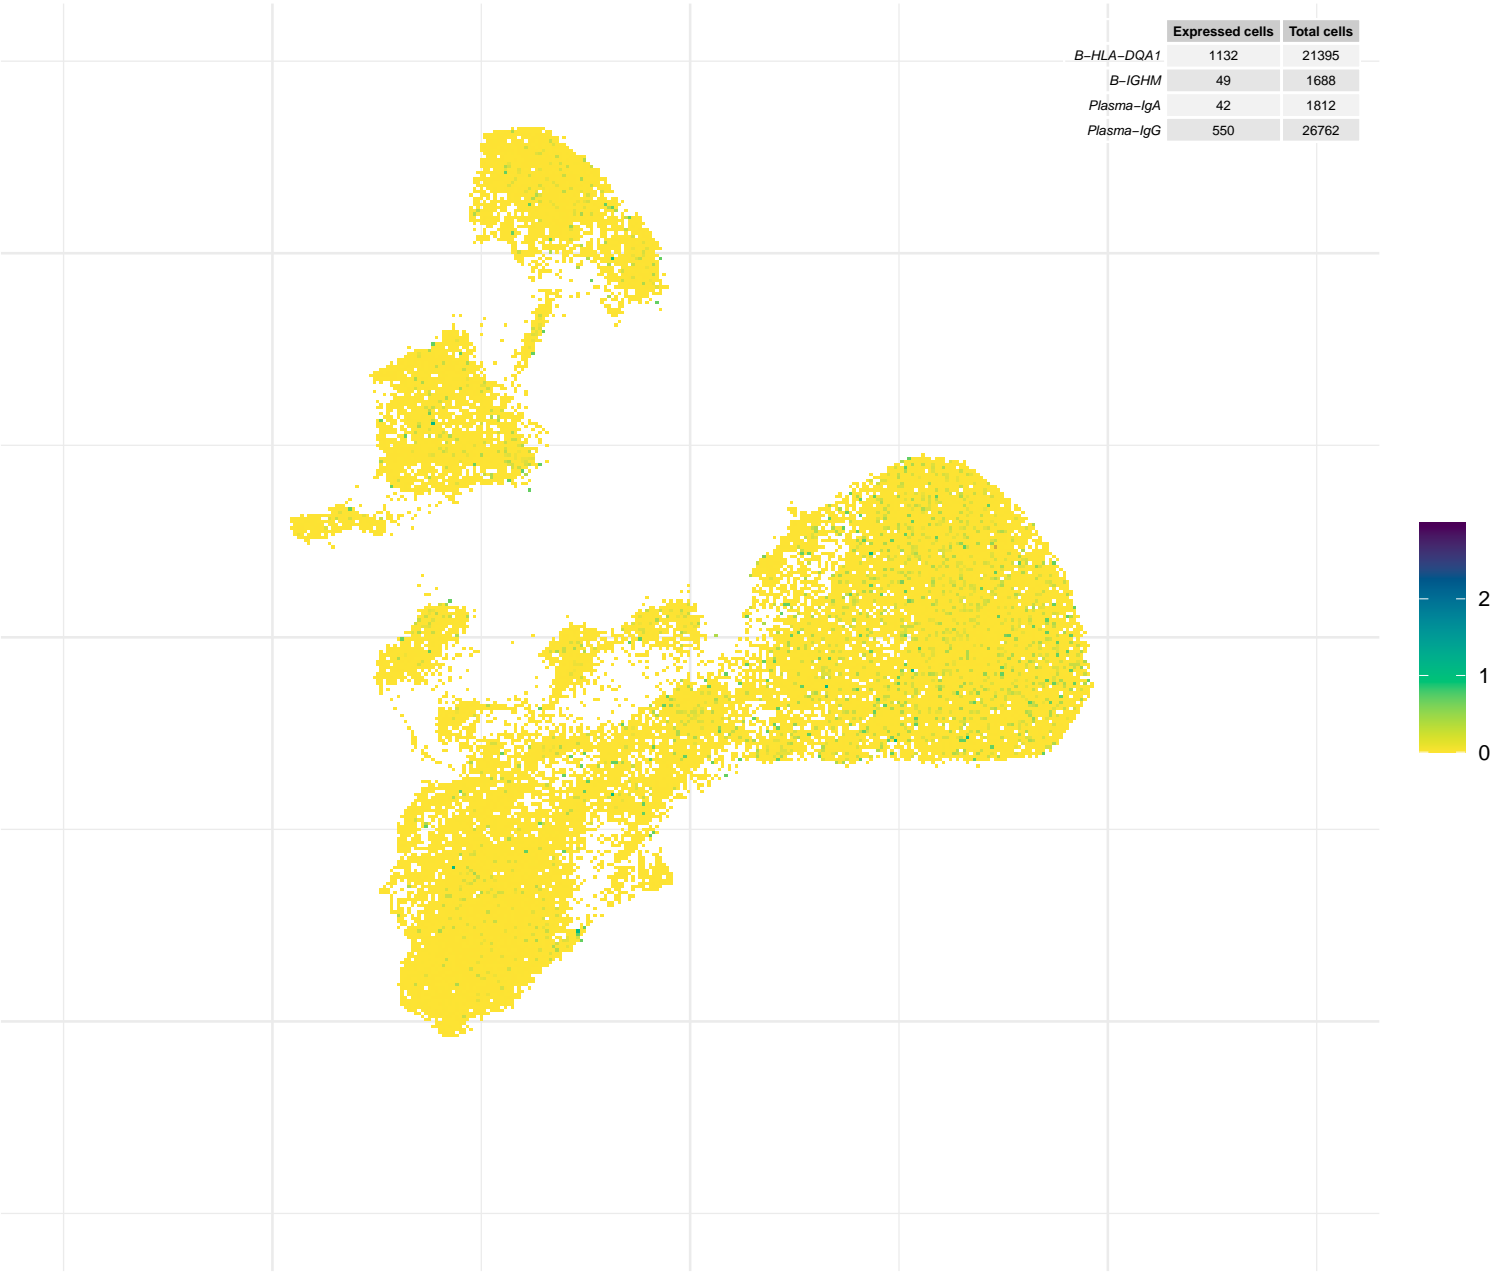 Expressed cells Total cells
B−HLA−DQA1 1132 21395
B−IGHM 49 1688
Plasma−IgA 42 1812
Plasma−IgG 550 26762
2
1
0